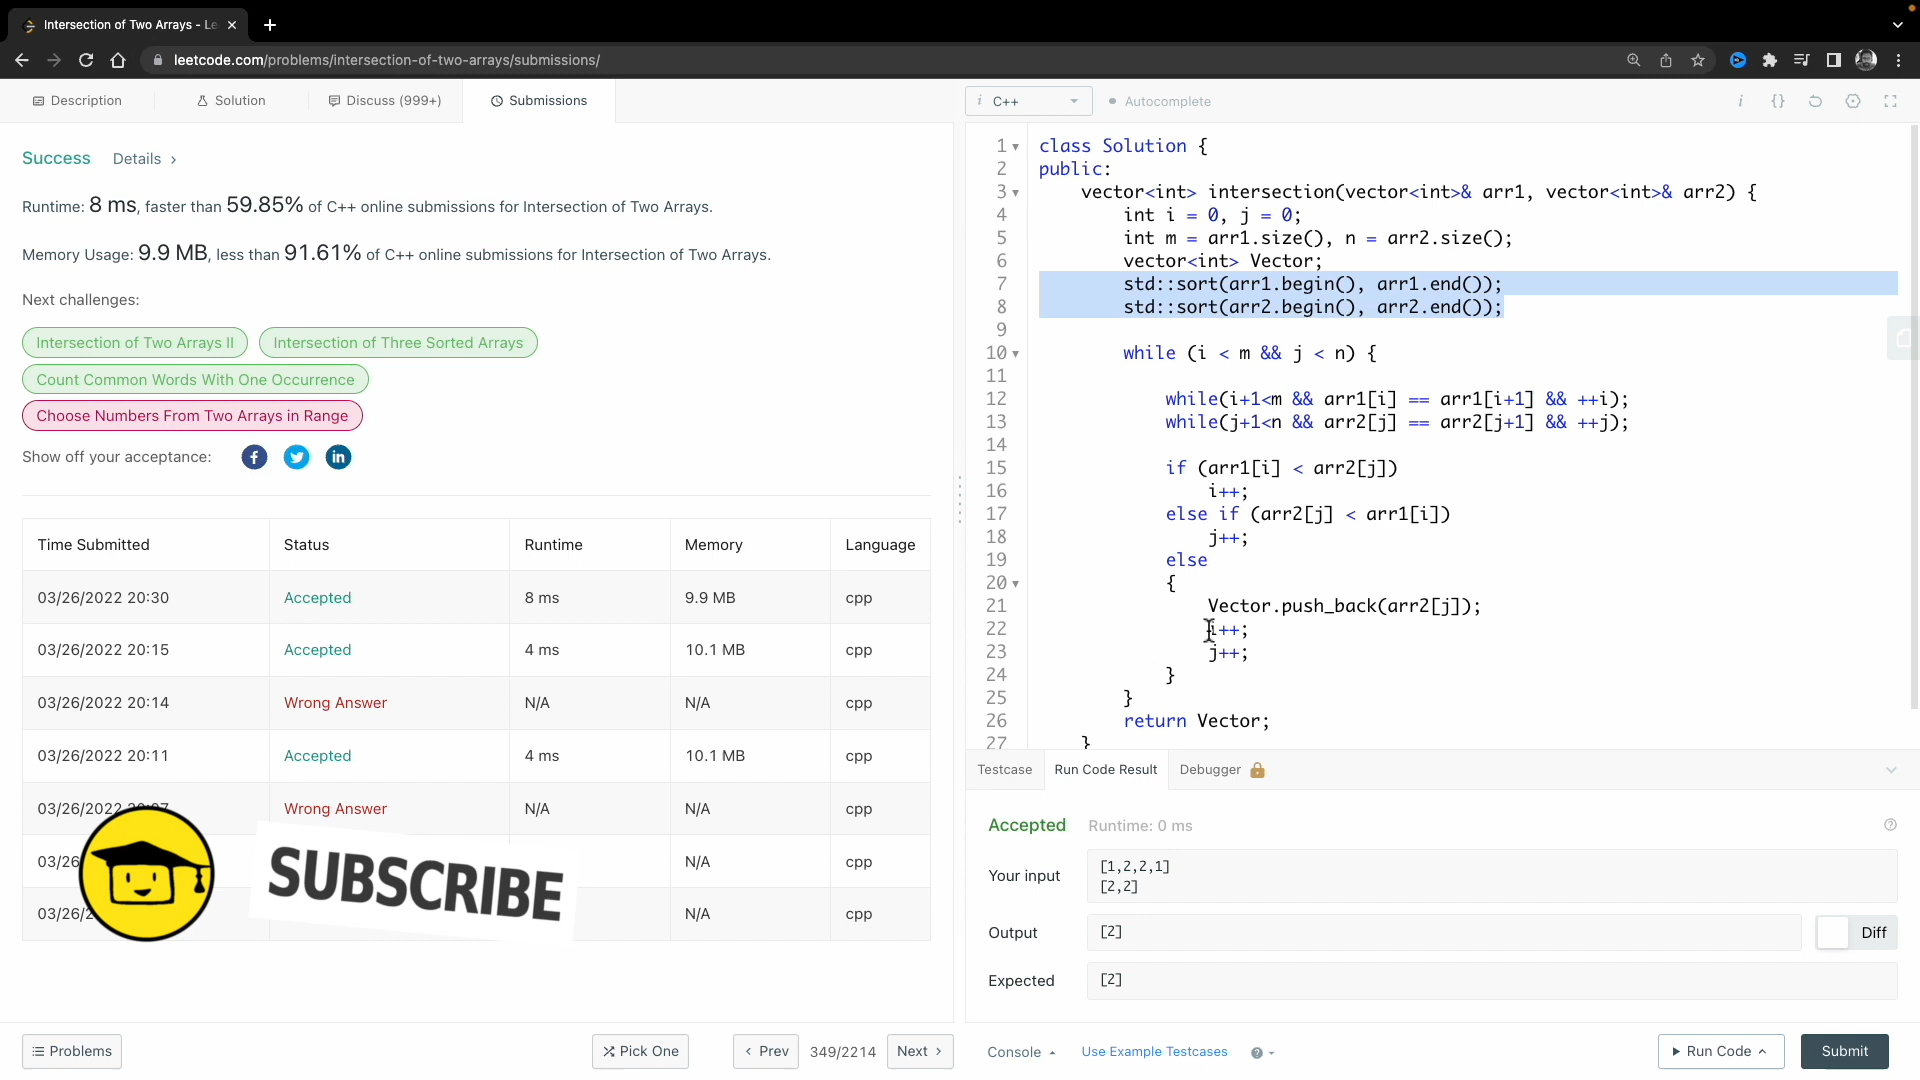 Intersection of Two Arrays - Le
leetcode.com/problems/intersection-of-two-arrays/submissions/
Description
Solution
Discuss (999+)
Submissions
Success
Details
Runtime: 8 ms, faster than 59.85% of C++ online submissions for Intersection of Two Arrays.
Memory Usage: 9.9 MB, less than 91.61% of C++ online submissions for Intersection of Two Arrays.
Next challenges:
Intersection of Two Arrays II
Intersection of Three Sorted Arrays
Count Common Words With One Occurrence
Choose Numbers From Two Arrays in Range
Show off your acceptance:
Time Submitted Status Runtime Memory Language
03/26/2022 20:30 Accepted 8 ms 9.9 MB cpp
03/26/2022 20:15 Accepted 4 ms 10.1 MB cpp
03/26/2022 20:14 Wrong Answer N/A N/A cpp
03/26/2022 20:11 Accepted 4 ms 10.1 MB cpp
03/26/2022 Wrong Answer N/A N/A cpp
03/26 N/A cpp
03/26/2 N/A cpp
SUBSCRIBE
Problems
Pick One
< Prev
349/2214
Next >
i C++
Autocomplete
1 class Solution {
2 public:
3 vector<int> intersection(vector<int>& arr1, vector<int>& arr2) {
4 int i = 0, j = 0;
5 int m = arr1.size(), n = arr2.size();
6 vector<int> Vector;
7 std::sort(arr1.begin(), arr1.end());
8 std::sort(arr2.begin(), arr2.end());
9
10 while (i < m && j < n) {
11
12 while(i+1<m && arr1[i] == arr1[i+1] && ++i);
13 while(j+1<n && arr2[j] == arr2[j+1] && ++j);
14
15 if (arr1[i] < arr2[j])
16 i++;
17 else if (arr2[j] < arr1[i])
18 j++;
19 else
20 {
21 Vector.push_back(arr2[j]);
22 i++;
23 j++;
24 }
25 }
26 return Vector;
27 }
Testcase
Run Code Result
Debugger
Accepted
Runtime: 0 ms
Your input
[1,2,2,1]
[2,2]
Output
[2]
Diff
Expected
[2]
Console
Use Example Testcases
Run Code
Submit